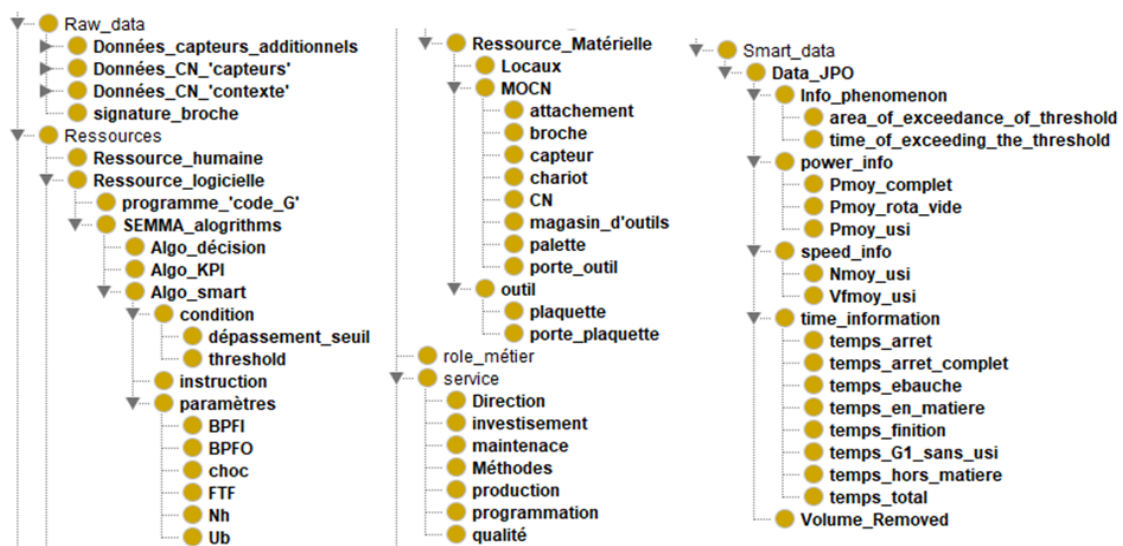 Raw_data
Données_capteurs_additionnels
Données_CN_'capteurs'
Données_CN_'contexte'
signature_broche
Ressources
Ressource_humaine
Ressource_logicielle
programme_'code_G'
SEMMA_alogrithms
Algo_décision
Algo_KPI
Algo_smart
condition
dépassement_seuil
threshold
instruction
paramètres
BPFI
BPFO
choc
FTF
Nh
Ub
Ressource_Matérielle
Locaux
MOCN
attachement
broche
capteur
chariot
CN
magasin_d'outils
palette
porte_outil
outil
plaquette
porte_plaquette
role_métier
service
Direction
investisement
maintenace
Méthodes
production
programmation
qualité
Smart_data
Data_JPO
Info_phenomenon
area_of_exceedance_of_threshold
time_of_exceeding_the_threshold
power_info
Pmoy_complet
Pmoy_rota_vide
Pmoy_usi
speed_info
Nmoy_usi
Vfmoy_usi
time_information
temps_arret
temps_arret_complet
temps_ebauche
temps_en_matiere
temps_finition
temps_G1_sans_usi
temps_hors_matiere
temps_total
Volume_Removed